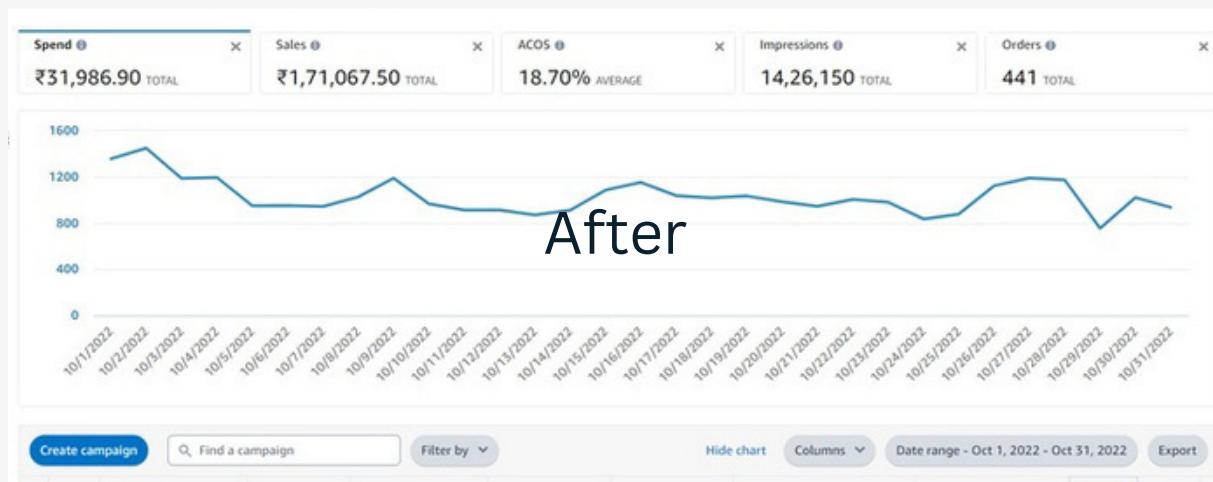 Spend
Sales
ACOS
Impressions
Orders
₹31,986.90 TOTAL
₹1,71,067.50 TOTAL
18.70% AVERAGE
14,26,150 TOTAL
441 TOTAL
1600
1200
800
400
0
After
10/1/2022
10/2/2022
10/3/2022
10/4/2022
10/5/2022
10/6/2022
10/7/2022
10/8/2022
10/9/2022
10/10/2022
10/11/2022
10/12/2022
10/13/2022
10/14/2022
10/15/2022
10/16/2022
10/17/2022
10/18/2022
10/19/2022
10/20/2022
10/21/2022
10/22/2022
10/23/2022
10/24/2022
10/25/2022
10/26/2022
10/27/2022
10/28/2022
10/29/2022
10/30/2022
10/31/2022
Create campaign
Find a campaign
Filter by
Hide chart
Columns
Date range - Oct 1, 2022 - Oct 31, 2022
Export